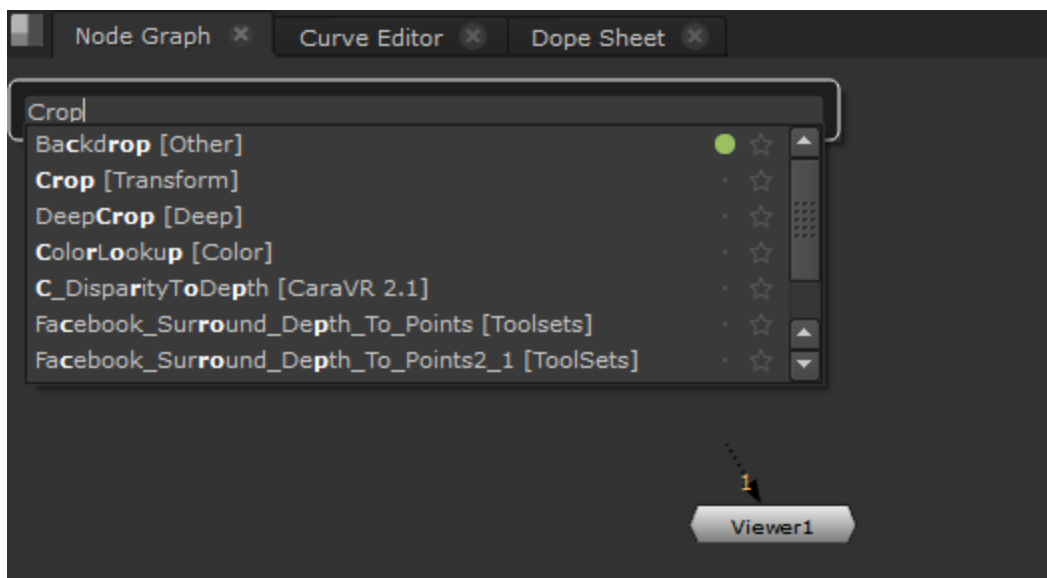 Node Graph Curve Editor Dope Sheet
Crop
Backdrop [Other]
Crop [Transform]
DeepCrop [Deep]
ColorLookup [Color]
C_DisparityToDepth [CaraVR 2.1]
Facebook_Surround_Depth_To_Points [Toolsets]
Facebook_Surround_Depth_To_Points2_1 [ToolSets]
1
Viewer1